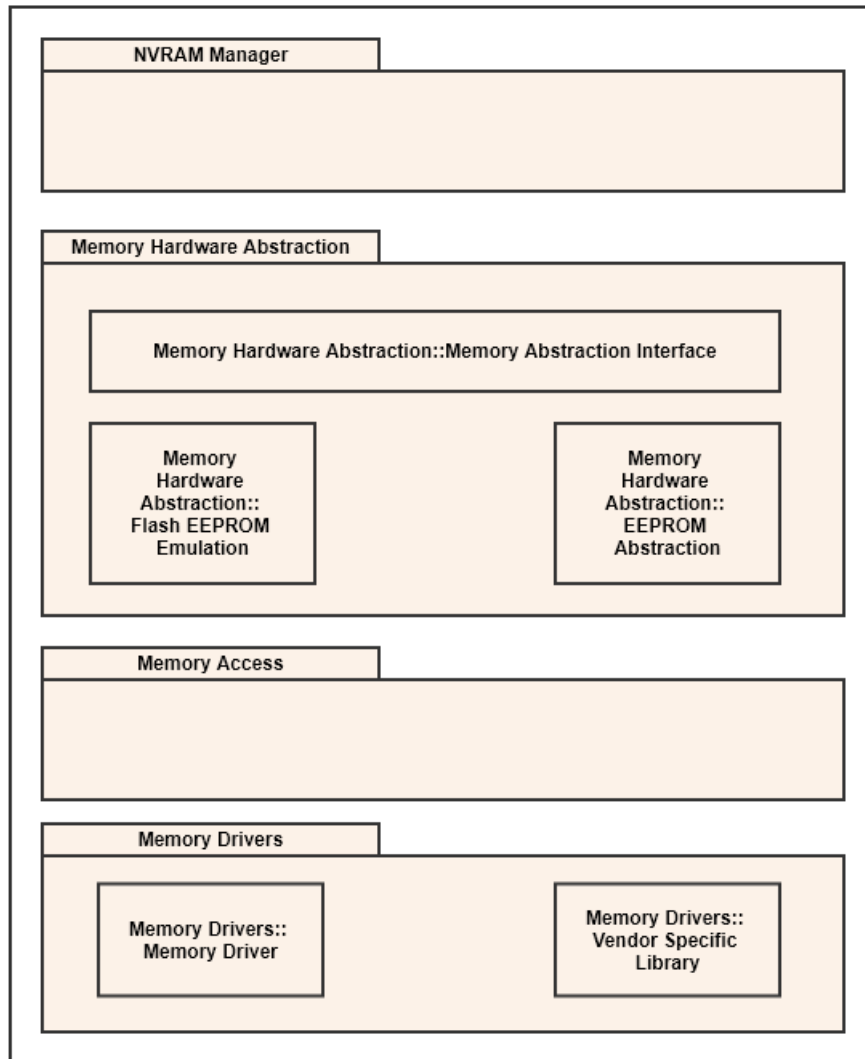 NVRAM Manager
Memory Hardware Abstraction
Memory Hardware Abstraction::Memory Abstraction Interface
Memory
Hardware
Abstraction::
Flash EEPROM
Emulation
Memory
Hardware
Abstraction::
EEPROM
Abstraction
Memory Access
Memory Drivers
Memory Drivers::
Memory Driver
Memory Drivers::
Vendor Specific
Library